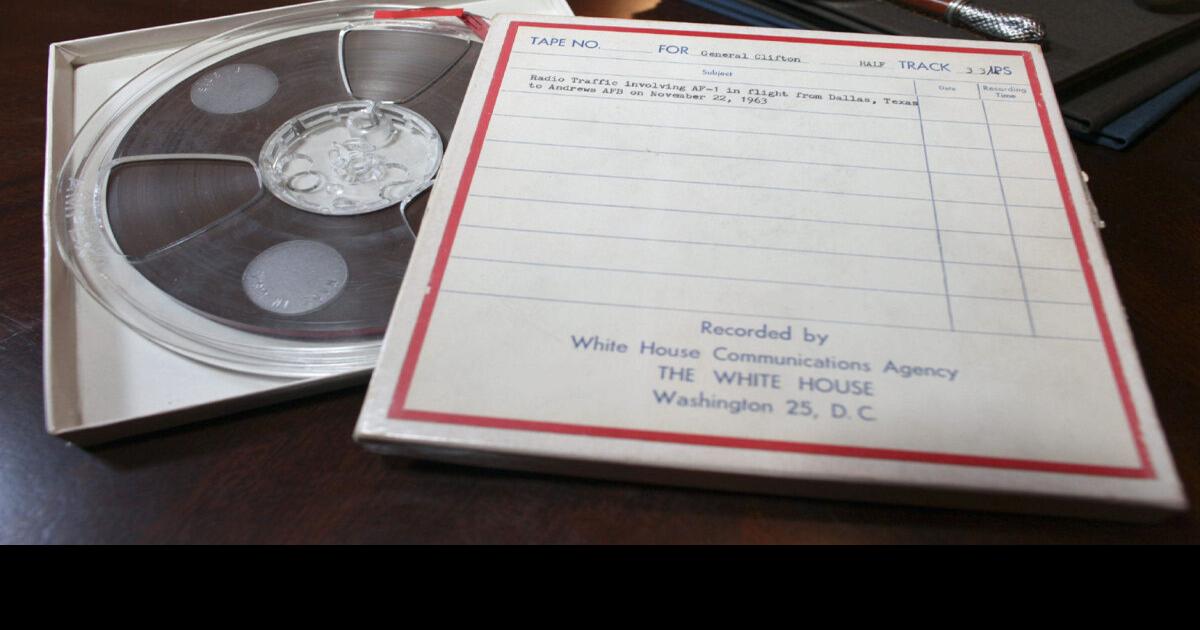 TAPE NO. FOR General Clifton HALF TRACK 3 3/4 IPS
Subject Date Recording Time
Radio Traffic involving AF-1 in flight from Dallas, Texas
to Andrews AFB on November 22, 1963
Recorded by
White House Communications Agency
THE WHITE HOUSE
Washington 25, D. C.